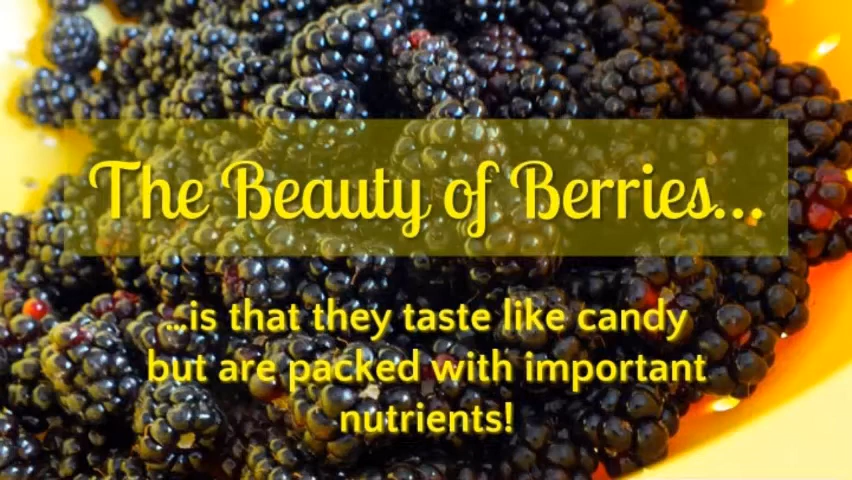 The Beauty of Berries...
...is that they taste like candy
but are packed with important
nutrients!